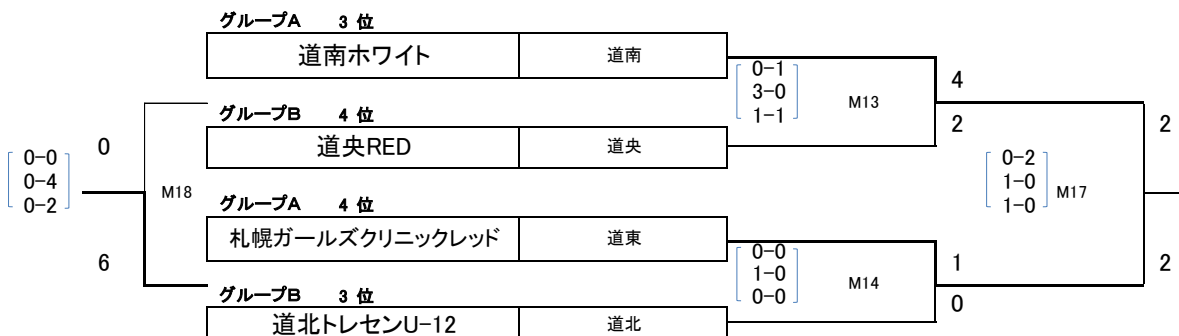 グループA 3 位
道南ホワイト 道南
0-1
3-0
1-1
M13
4
2
グループB 4 位
道央RED 道央
0
0-0
0-4
0-2
M18
6
グループA 4 位
札幌ガールズクリニックレッド 道東
0-0
1-0
0-0
M14
1
0
グループB 3 位
道北トレセンU-12 道北
2
0-2
1-0
1-0
M17
2